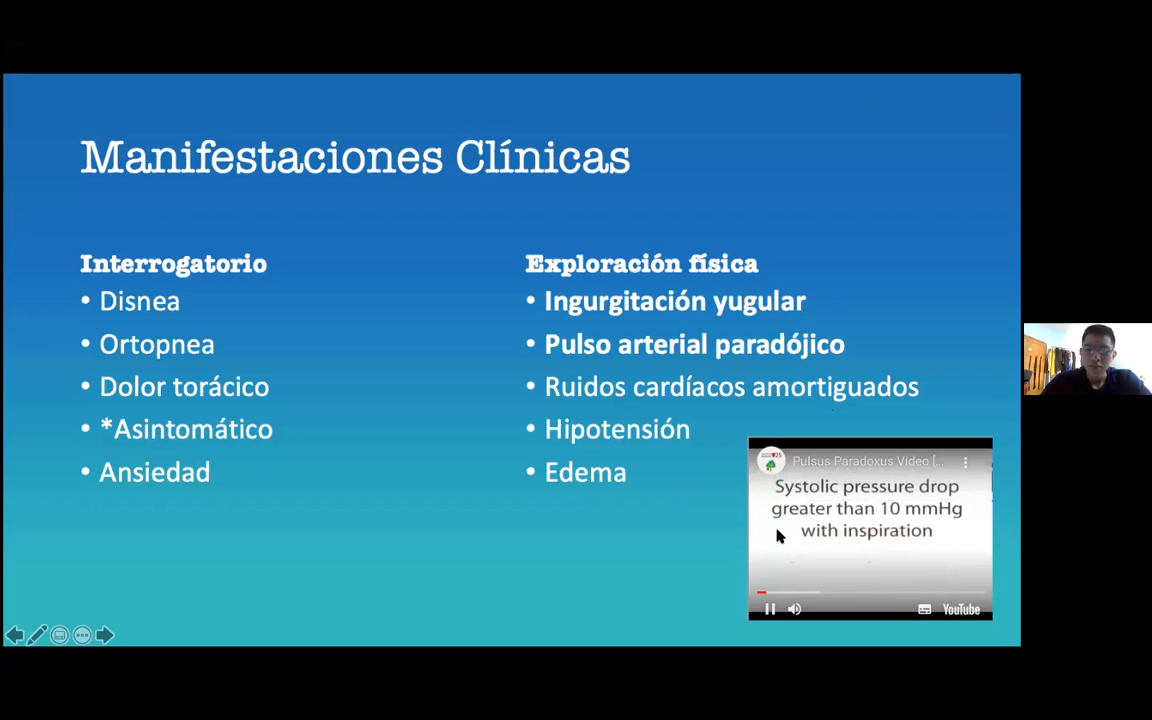 Manifestaciones Clínicas
Interrogatorio
• Disnea
• Ortopnea
• Dolor torácico
• *Asintomático
• Ansiedad
Exploración física
• Ingurgitación yugular
• Pulso arterial paradójico
• Ruidos cardíacos amortiguados
• Hipotensión
• Edema
Pulsus Paradoxus Video [...
Systolic pressure drop
greater than 10 mmHg
with inspiration
YouTube